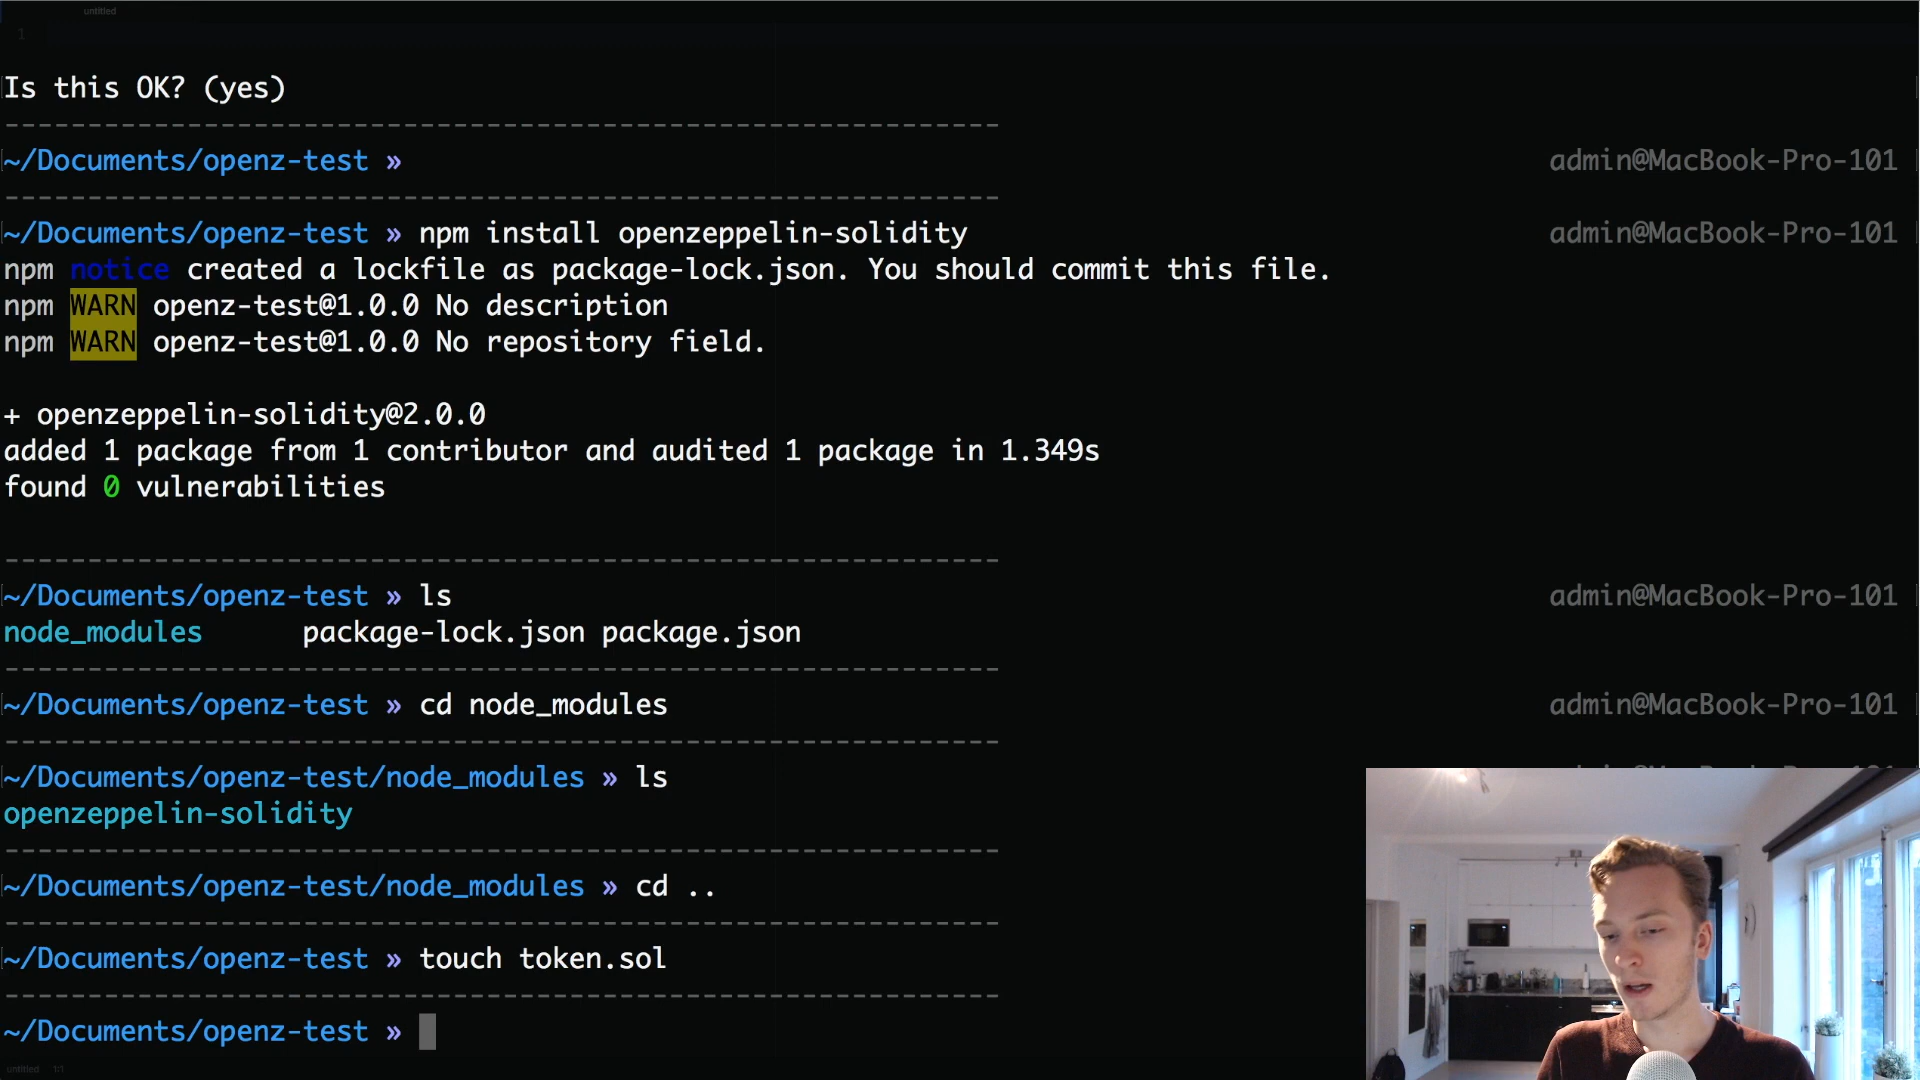 untitled
1
Is this OK? (yes)
~/Documents/openz-test » admin@MacBook-Pro-101
~/Documents/openz-test » npm install openzeppelin-solidity admin@MacBook-Pro-101
npm notice created a lockfile as package-lock.json. You should commit this file.
npm WARN openz-test@1.0.0 No description
npm WARN openz-test@1.0.0 No repository field.
+ openzeppelin-solidity@2.0.0
added 1 package from 1 contributor and audited 1 package in 1.349s
found 0 vulnerabilities
~/Documents/openz-test » ls admin@MacBook-Pro-101
node_modules package-lock.json package.json
~/Documents/openz-test » cd node_modules admin@MacBook-Pro-101
~/Documents/openz-test/node_modules » ls
openzeppelin-solidity
~/Documents/openz-test/node_modules » cd ..
~/Documents/openz-test » touch token.sol
~/Documents/openz-test »
untitled 1:1